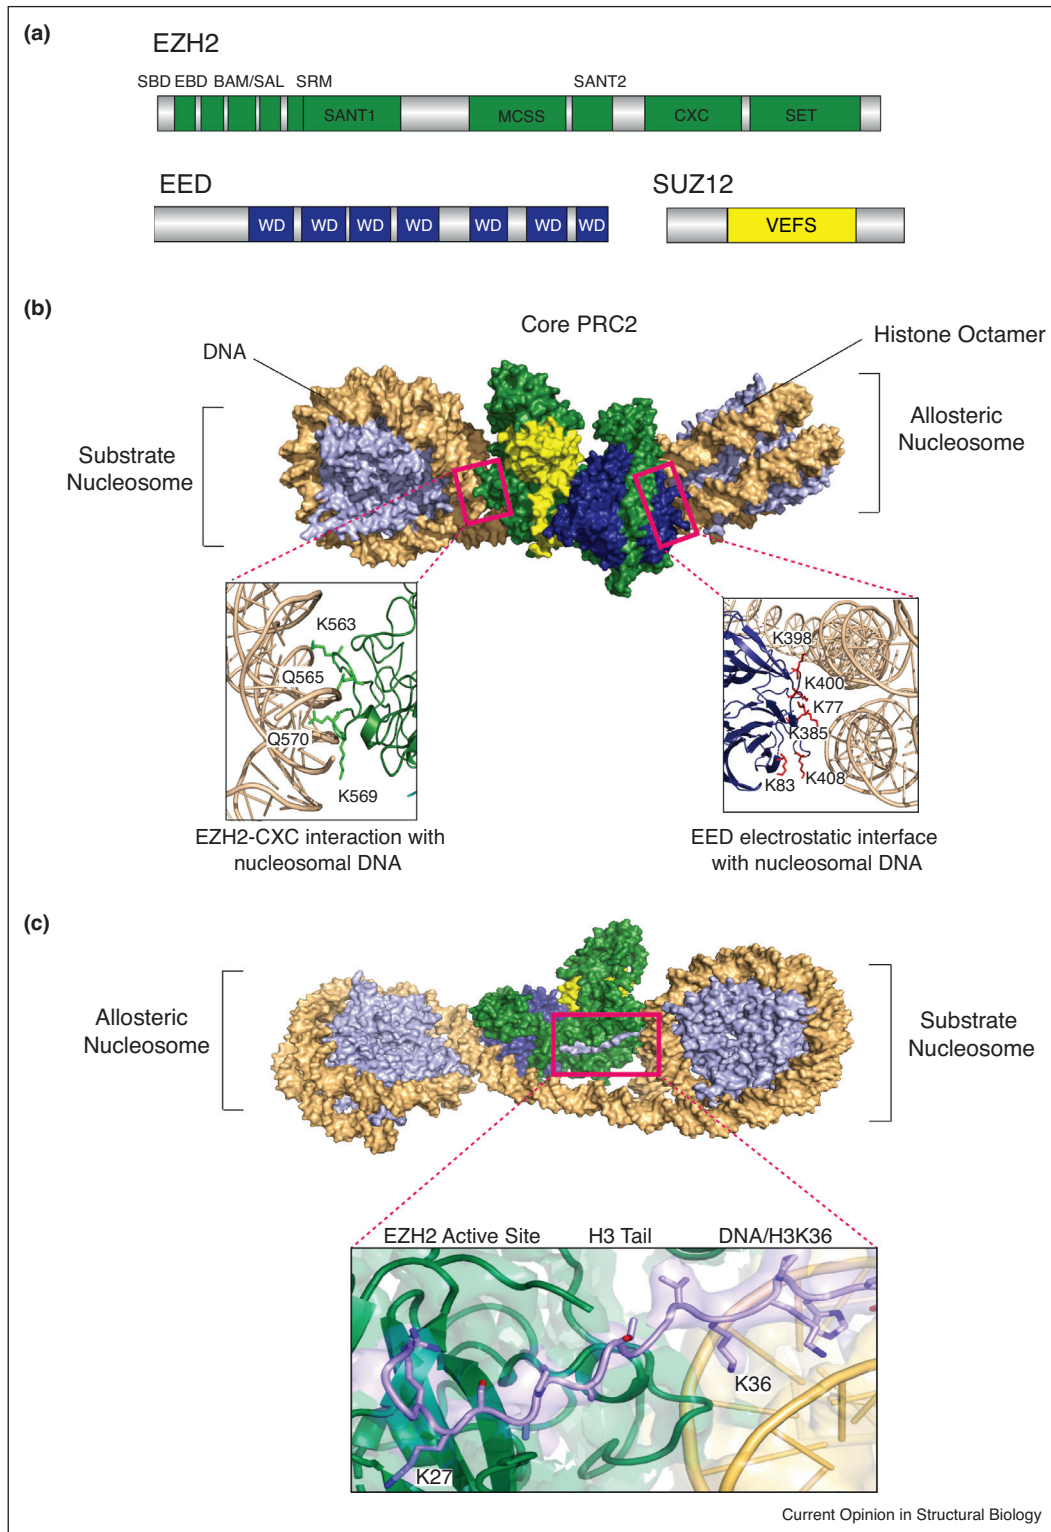 (a)
EZH2
SBD EBD BAM/SAL SRM SANT2
SANT1 MCSS CXC SET
EED SUZ12
WD WD WD WD WD WD WD VEFS
(b)
Core PRC2
DNA
Histone Octamer
Substrate
Nucleosome
Allosteric
Nucleosome
K563
Q565
Q570
K569
K398
K400
K77
K385
K83
K408
EZH2-CXC interaction with
nucleosomal DNA
EED electrostatic interface
with nucleosomal DNA
(c)
Allosteric
Nucleosome
Substrate
Nucleosome
EZH2 Active Site H3 Tail DNA/H3K36
K36
K27
Current Opinion in Structural Biology